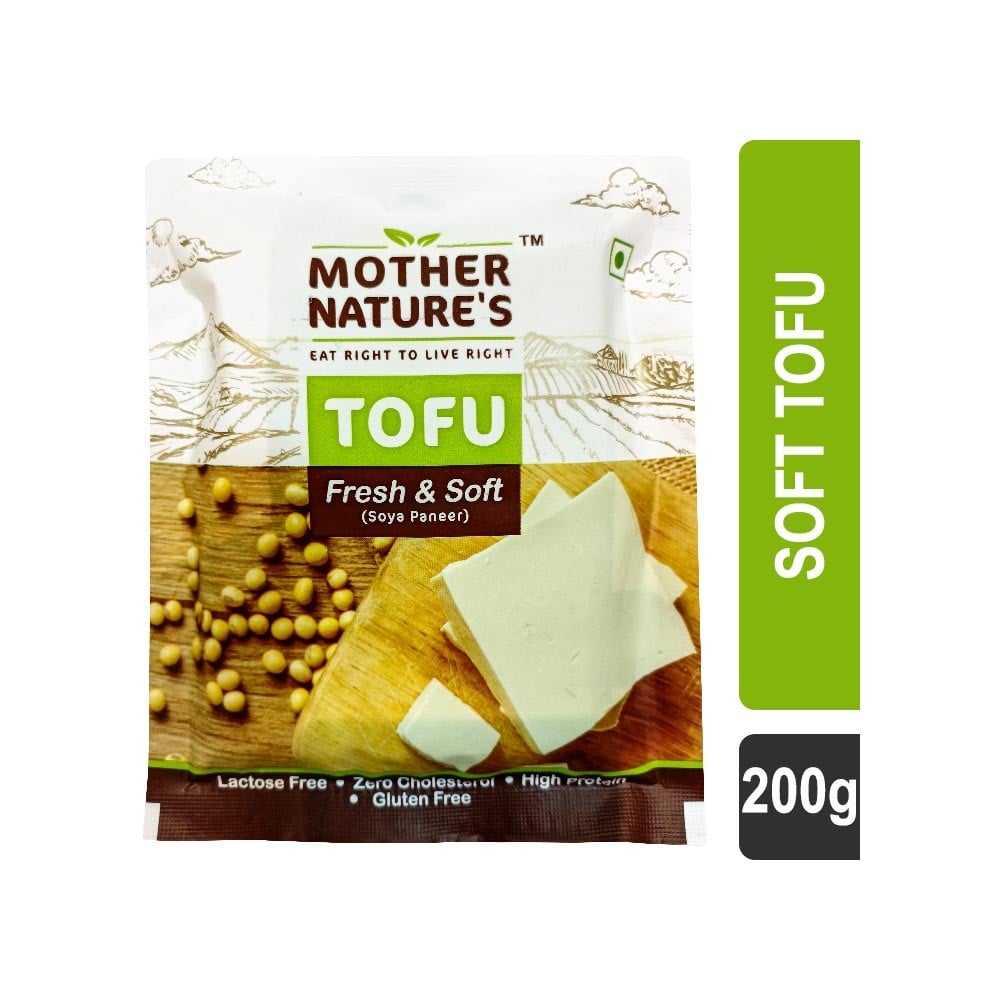 MOTHER
NATURE'S
TM
EAT RIGHT TO LIVE RIGHT
TOFU
Fresh & Soft
(Soya Paneer)
Lactose Free • Zero Cholesterol • High Protein
• Gluten Free
SOFT TOFU
200g